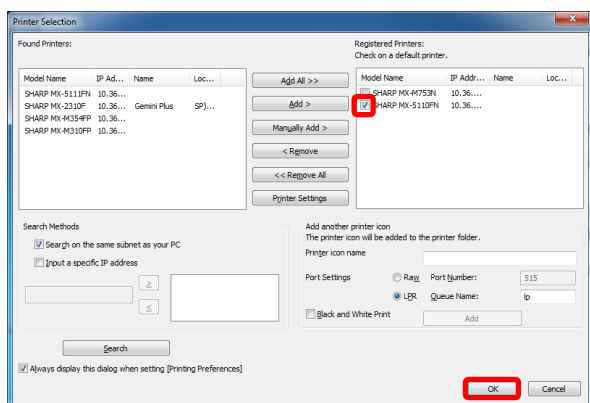 Printer Selection
Found Printers:
Model Name IP Ad... Name Loc...
SHARP MX-5111FN 10.36...
SHARP MX-2310F 10.36... Gemini Plus SP)...
SHARP MX-M354FP 10.36...
SHARP MX-M310FP 10.36...
Add All >>
Add >
Manually Add >
< Remove
<< Remove All
Printer Settings
Registered Printers:
Check on a default printer.
Model Name IP Addr... Name Loc...
SHARP MX-M753N 10.36....
SHARP MX-5110FN 10.36....
Search Methods
Search on the same subnet as your PC
Input a specific IP address
≥
≤
Search
Always display this dialog when setting [Printing Preferences]
Add another printer icon
The printer icon will be added to the printer folder.
Printer icon name
Port Settings Raw Port Number: 515
LPR Queue Name: lp
Black and White Print Add
OK Cancel